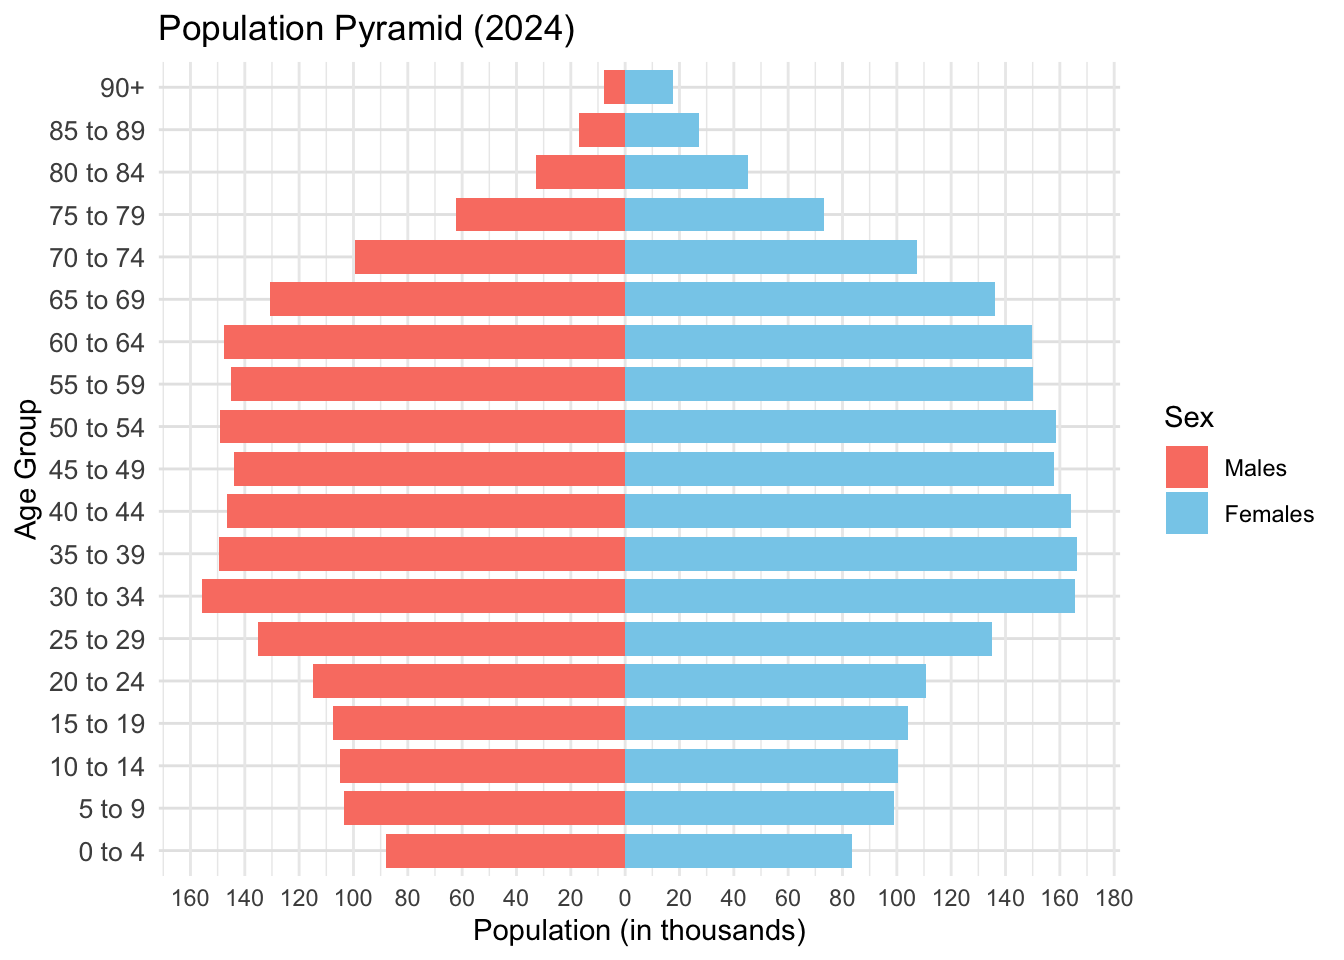 Population Pyramid (2024)
90+
85 to 89
80 to 84
75 to 79
70 to 74
65 to 69
60 to 64
55 to 59
50 to 54
45 to 49
40 to 44
35 to 39
30 to 34
25 to 29
20 to 24
15 to 19
10 to 14
5 to 9
0 to 4
Age Group
160 140 120 100 80 60 40 20 0 20 40 60 80 100 120 140 160 180
Population (in thousands)
Sex
Males
Females